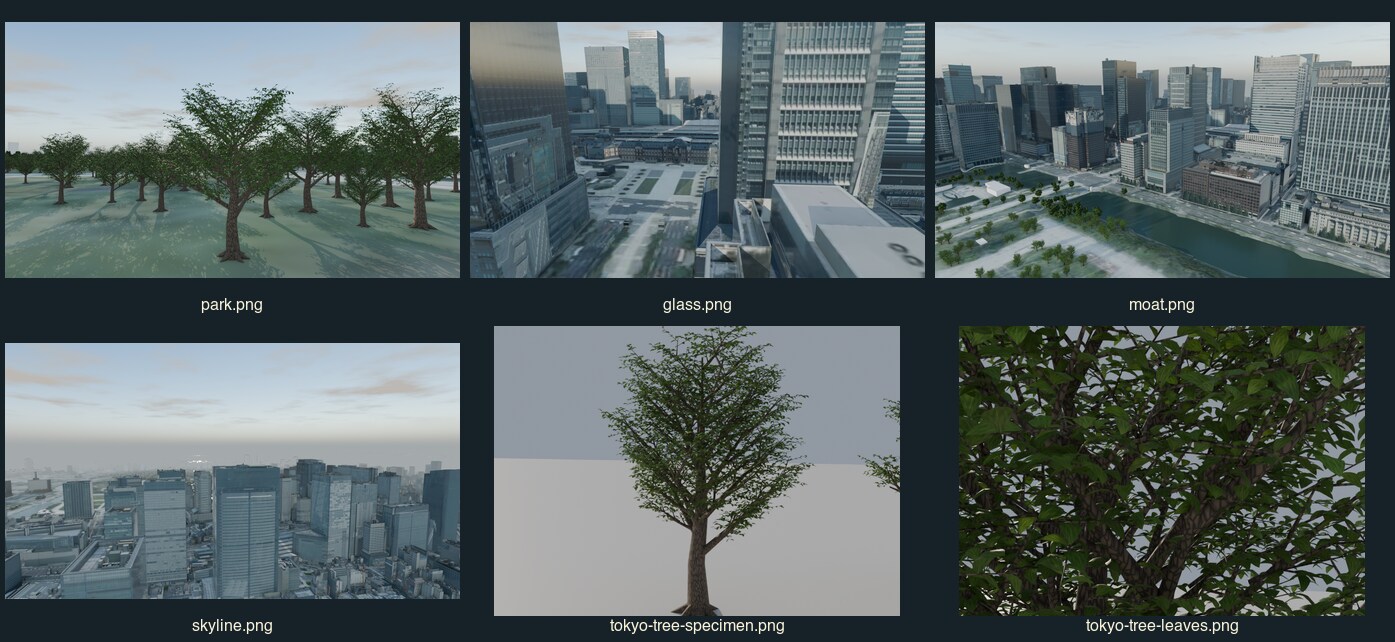 park.png
glass.png
moat.png
skyline.png
tokyo-tree-specimen.png
tokyo-tree-leaves.png